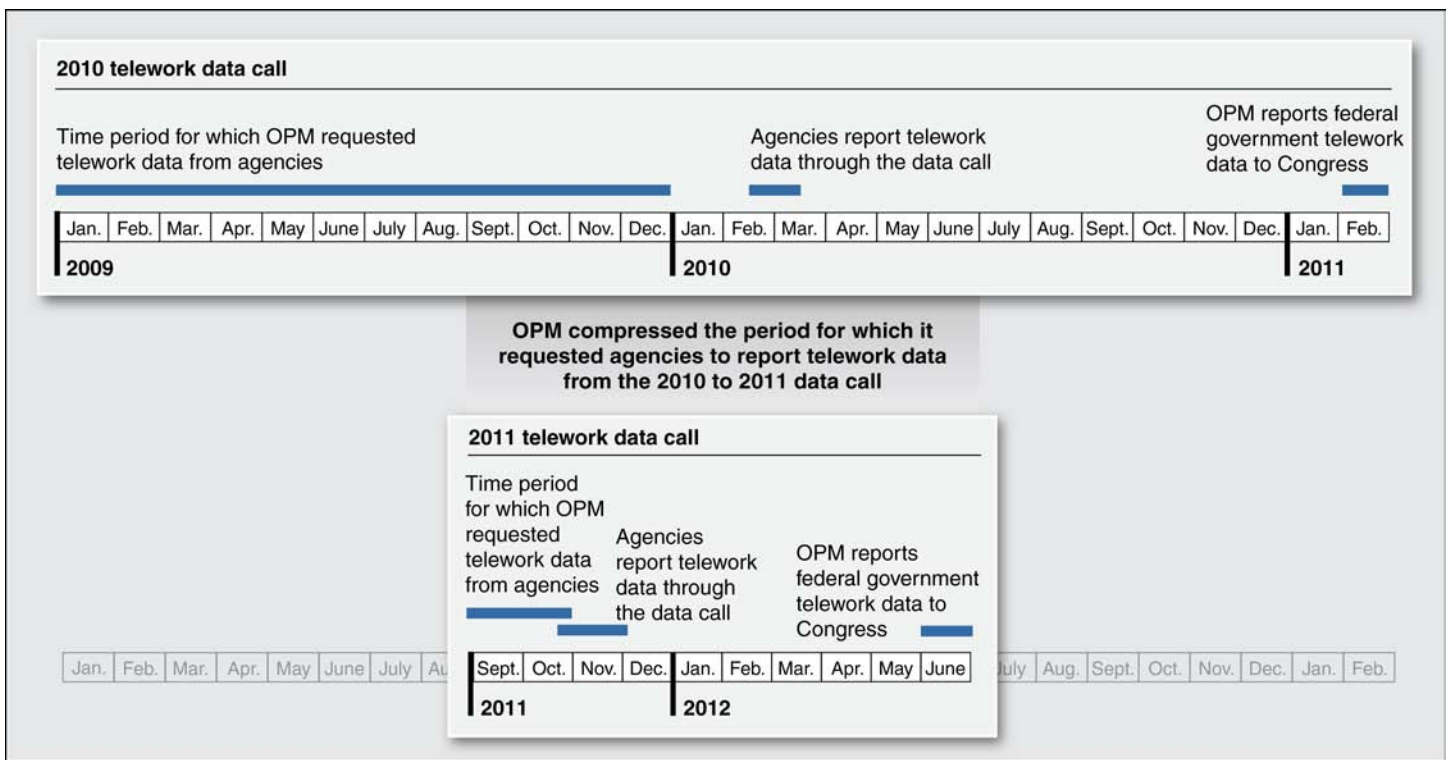 2010 telework data call
Time period for which OPM requested
telework data from agencies
Agencies report telework
data through the data call
OPM reports federal
government telework
data to Congress
Jan. Feb. Mar. Apr. May June July Aug. Sept. Oct. Nov. Dec. Jan. Feb. Mar. Apr. May June July Aug. Sept. Oct. Nov. Dec. Jan. Feb.
2009 2010 2011
OPM compressed the period for which it
requested agencies to report telework data
from the 2010 to 2011 data call
2011 telework data call
Time period
for which OPM
requested
telework data
from agencies
Agencies
report telework
data through
the data call
OPM reports
federal government
telework data to
Congress
Jan. Feb. Mar. Apr. May June July Au Sept. Oct. Nov. Dec. Jan. Feb. Mar. Apr. May June July Aug. Sept. Oct. Nov. Dec. Jan. Feb.
2011 2012